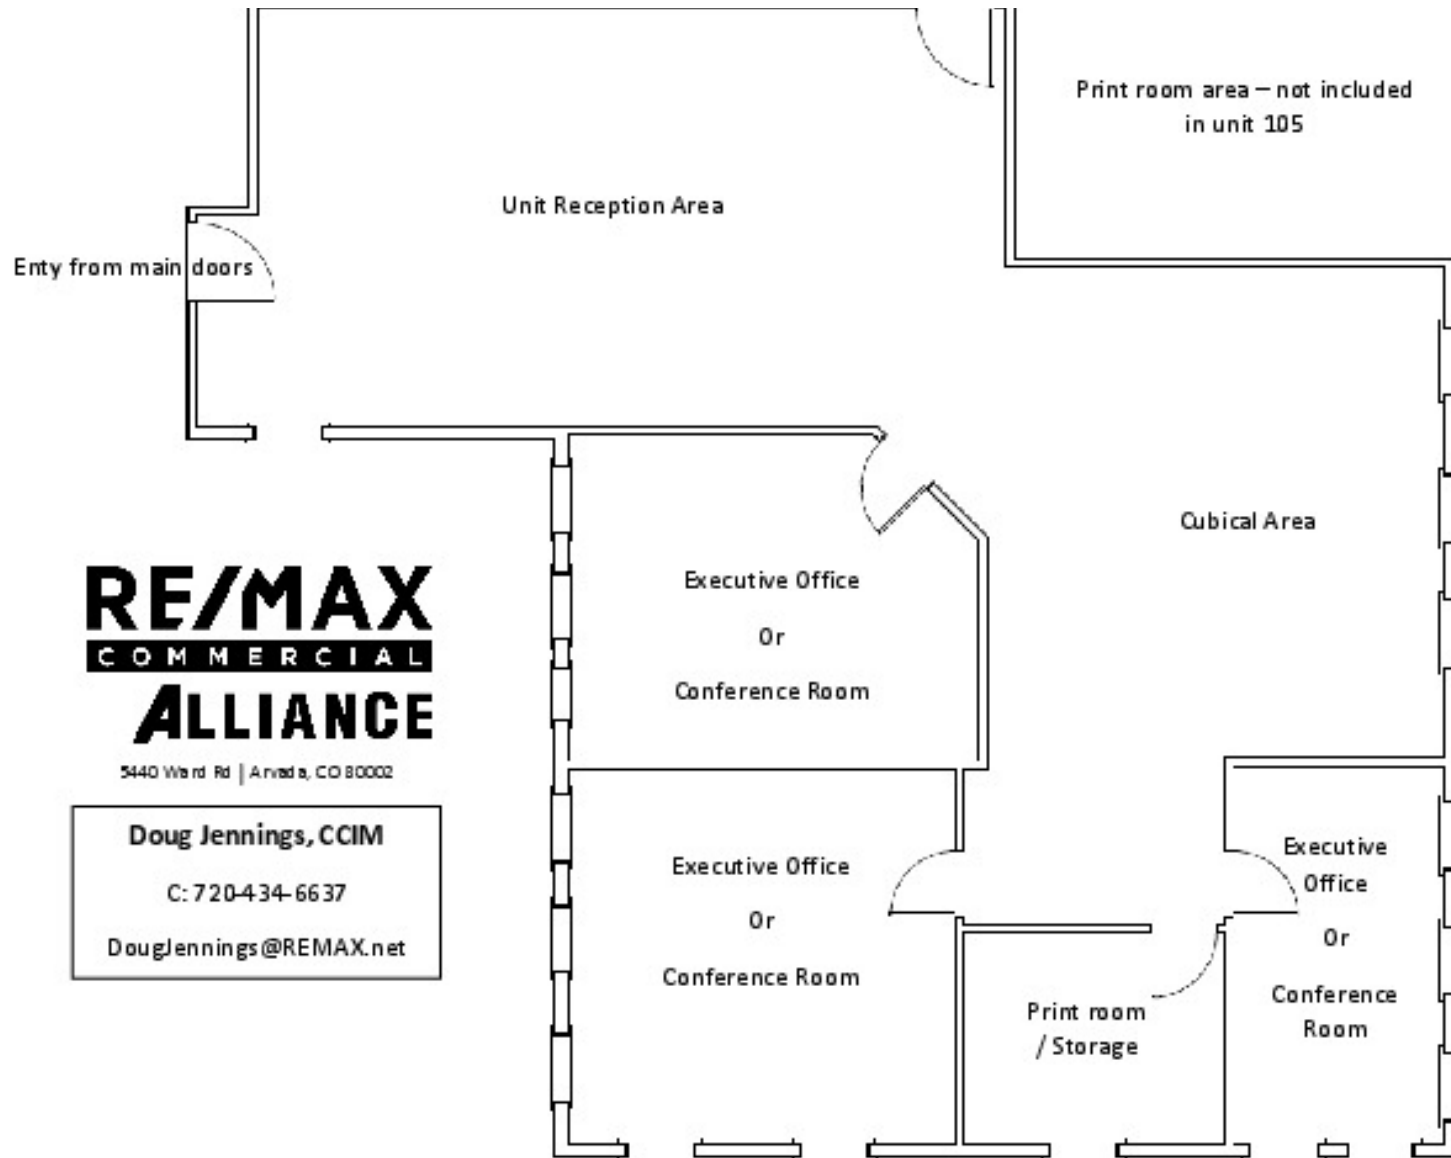 Print room area – not included
in unit 105
Unit Reception Area
Enty from main doors
Cubical Area
Executive Office
Or
Conference Room
RE/MAX
COMMERCIAL
ALLIANCE
5440 Ward Rd | Arvada, CO 80002
Doug Jennings, CCIM
C: 720-434-6637
DougJennings@REMAX.net
Executive Office
Or
Conference Room
Executive
Office
Or
Conference
Room
Print room
/ Storage